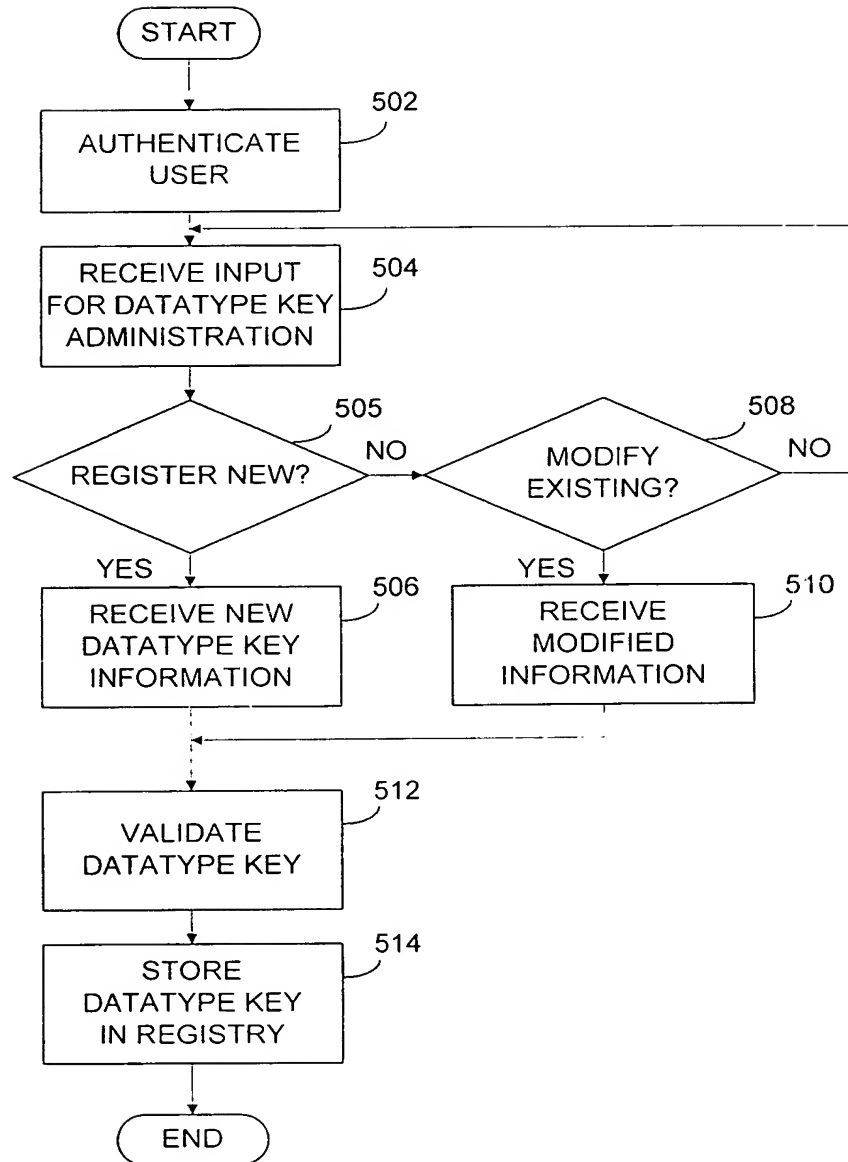 START
502
AUTHENTICATE
USER
RECEIVE INPUT
FOR DATATYPE KEY
ADMINISTRATION
504
505
REGISTER NEW?
NO
508
MODIFY
EXISTING?
NO
YES
506
RECEIVE NEW
DATATYPE KEY
INFORMATION
YES
510
RECEIVE
MODIFIED
INFORMATION
512
VALIDATE
DATATYPE KEY
514
STORE
DATATYPE KEY
IN REGISTRY
END